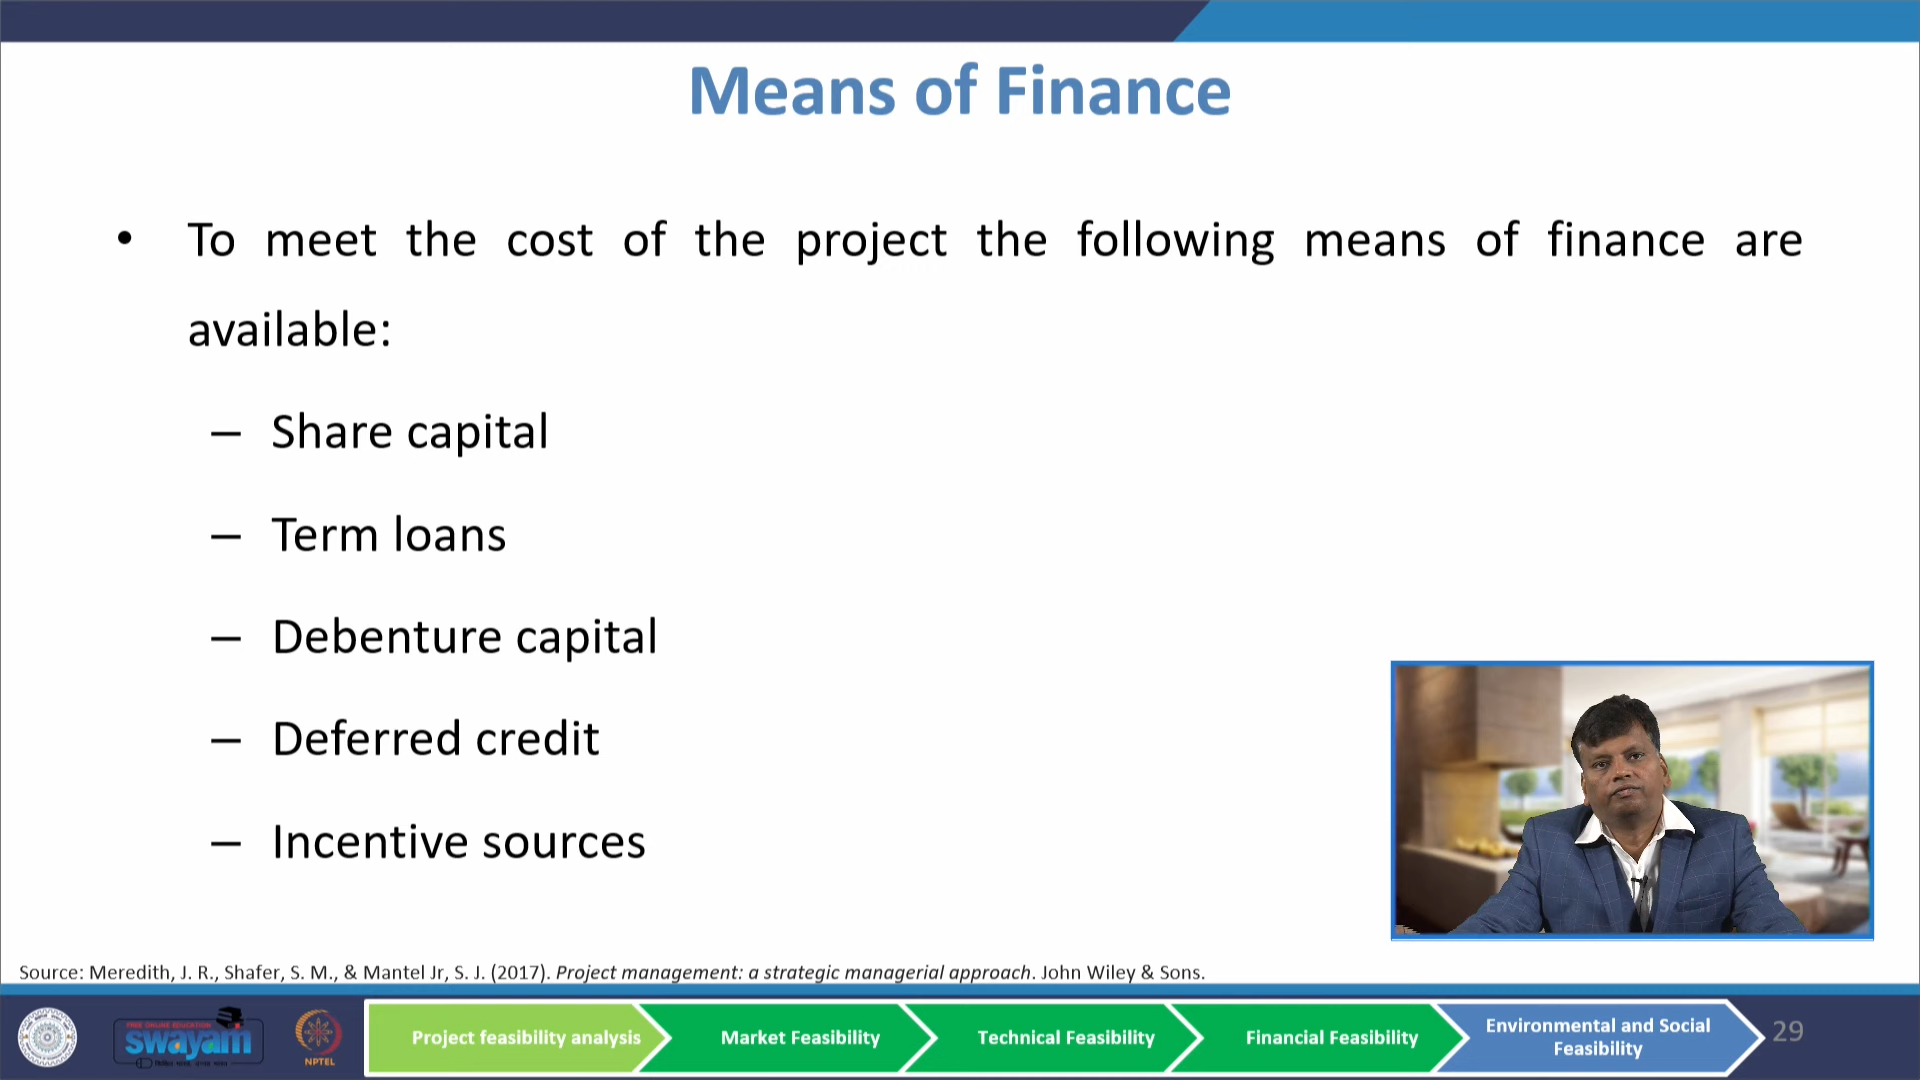 Means of Finance
• To meet the cost of the project the following means of finance are
available:
– Share capital
– Term loans
– Debenture capital
– Deferred credit
– Incentive sources
Source: Meredith, J. R., Shafer, S. M., & Mantel Jr, S. J. (2017). Project management: a strategic managerial approach. John Wiley & Sons.
FREE ONLINE EDUCATION
swayam
NPTEL
Project feasibility analysis
Market Feasibility
Technical Feasibility
Financial Feasibility
Environmental and Social
Feasibility
29